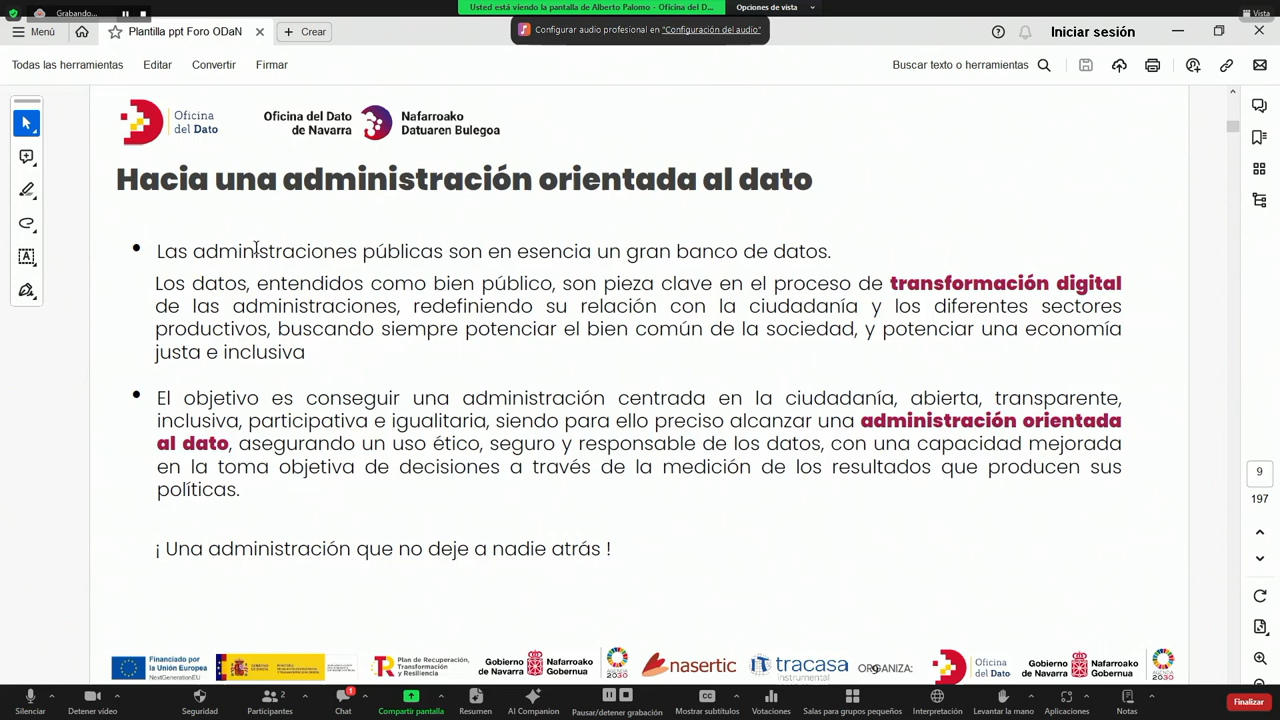 Usted está viendo la pantalla de Alberto Palomo - Oficina del D...
Opciones de vista
Grabando...
Vista
Menú
Plantilla ppt Foro ODaN
Crear
Configurar audio profesional en "Configuración del audio"
Iniciar sesión
Todas las herramientas
Editar
Convertir
Firmar
Buscar texto o herramientas
Oficina
del Dato
Oficina del Dato
de Navarra
Nafarroako
Datuaren Bulegoa
Hacia una administración orientada al dato
• Las administraciones públicas son en esencia un gran banco de datos.
Los datos, entendidos como bien público, son pieza clave en el proceso de transformación digital
de las administraciones, redefiniendo su relación con la ciudadanía y los diferentes sectores
productivos, buscando siempre potenciar el bien común de la sociedad, y potenciar una economía
justa e inclusiva
• El objetivo es conseguir una administración centrada en la ciudadanía, abierta, transparente,
inclusiva, participativa e igualitaria, siendo para ello preciso alcanzar una administración orientada
al dato, asegurando un uso ético, seguro y responsable de los datos, con una capacidad mejorada
en la toma objetiva de decisiones a través de la medición de los resultados que producen sus
políticas.
¡ Una administración que no deje a nadie atrás !
9
197
Financiado por
la Unión Europea
NextGenerationEU
Plan de Recuperación,
Transformación
y Resiliencia
Gobierno
de Navarra
Nafarroako
Gobernua
AGENDA
2030
nasertic
tracasa
instrumental
ORGANIZA:
9
Oficina
del Dato
Gobierno
de Navarra
Nafarroako
Gobernua
AGENDA
2030
Silenciar
Detener video
Seguridad
Participantes
2
Chat
1
Compartir pantalla
Resumen
AI Companion
Pausar/detener grabación
Mostrar subtítulos
Votaciones
Salas para grupos pequeños
Interpretación
Levantar la mano
Aplicaciones
Notas
Finalizar